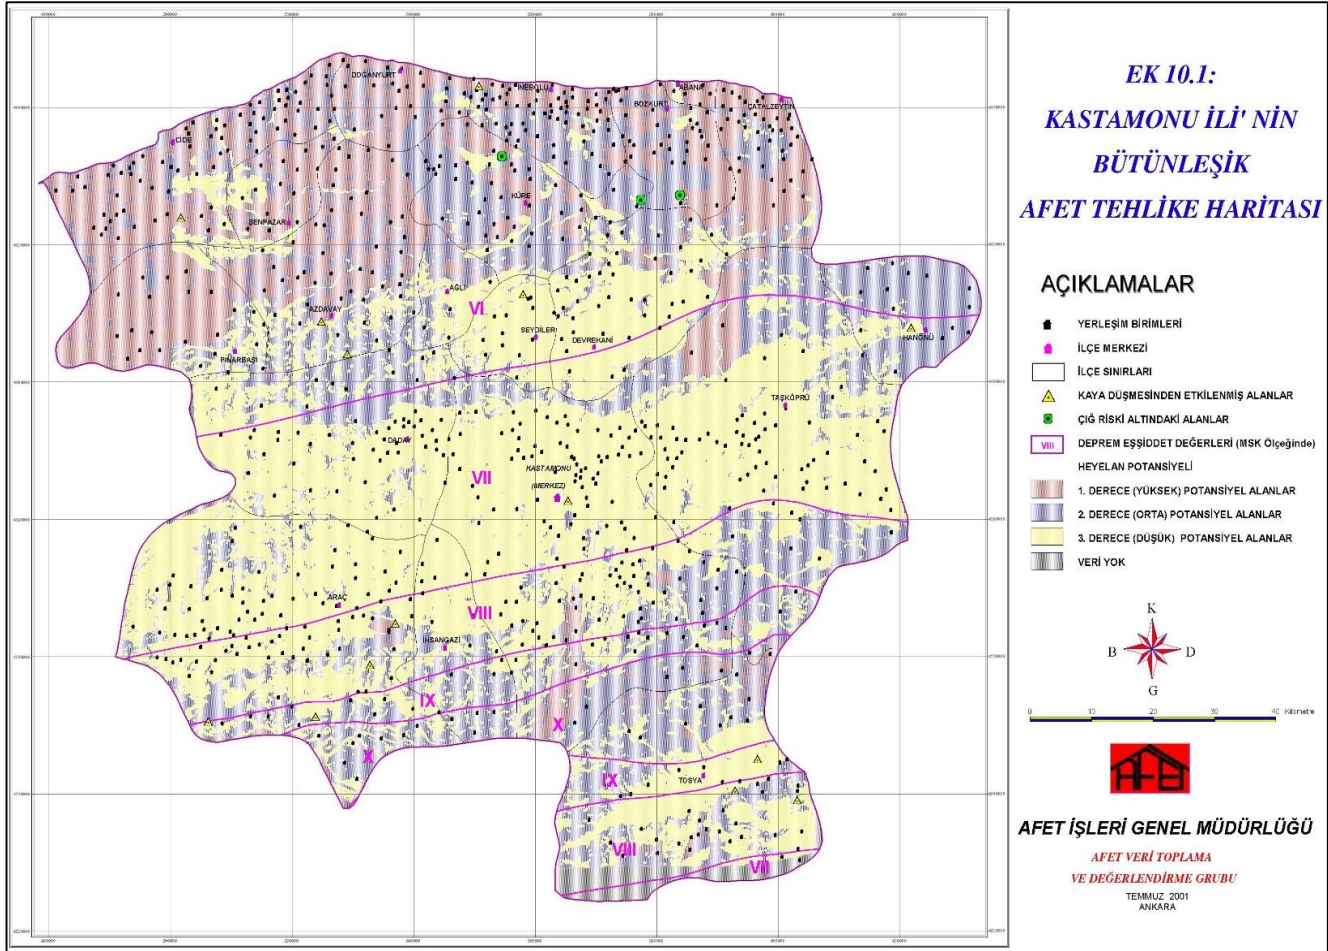 EK 10.1:
KASTAMONU İLİ' NİN
BÜTÜNLEŞİK
AFET TEHLİKE HARİTASI
AÇIKLAMALAR
YERLEŞİM BİRİMLERİ
İLÇE MERKEZİ
İLÇE SINIRLARI
KAYA DÜŞMESİNDEN ETKİLENMİŞ ALANLAR
ÇIĞ RİSKİ ALTINDAKİ ALANLAR
VIII DEPREM EŞŞİDDET DEĞERLERİ (MSK Ölçeğinde)
HEYELAN POTANSİYELİ
1. DERECE (YÜKSEK) POTANSİYEL ALANLAR
2. DERECE (ORTA) POTANSİYEL ALANLAR
3. DERECE (DÜŞÜK) POTANSİYEL ALANLAR
VERİ YOK
K
B D
G
0 10 20 30 40 Kilometre
AFET İŞLERİ GENEL MÜDÜRLÜĞÜ
AFET VERİ TOPLAMA
VE DEĞERLENDİRME GRUBU
TEMMUZ 2001
ANKARA
DOĞANYURT
İNEBOLU
ABANA
BOZKURT
ÇATALZEYTİN
CİDE
KÜRE
ŞENPAZAR
AĞLI
VI
AZDAVAY
SEYDİLER
DEVREKANİ
HANÖNÜ
PINARBAŞI
TAŞKÖPRÜ
DADAY
KASTAMONU
(MERKEZ)
VII
ARAÇ
VIII
İHSANGAZİ
IX
X
X
IX
TOSYA
VIII
VII